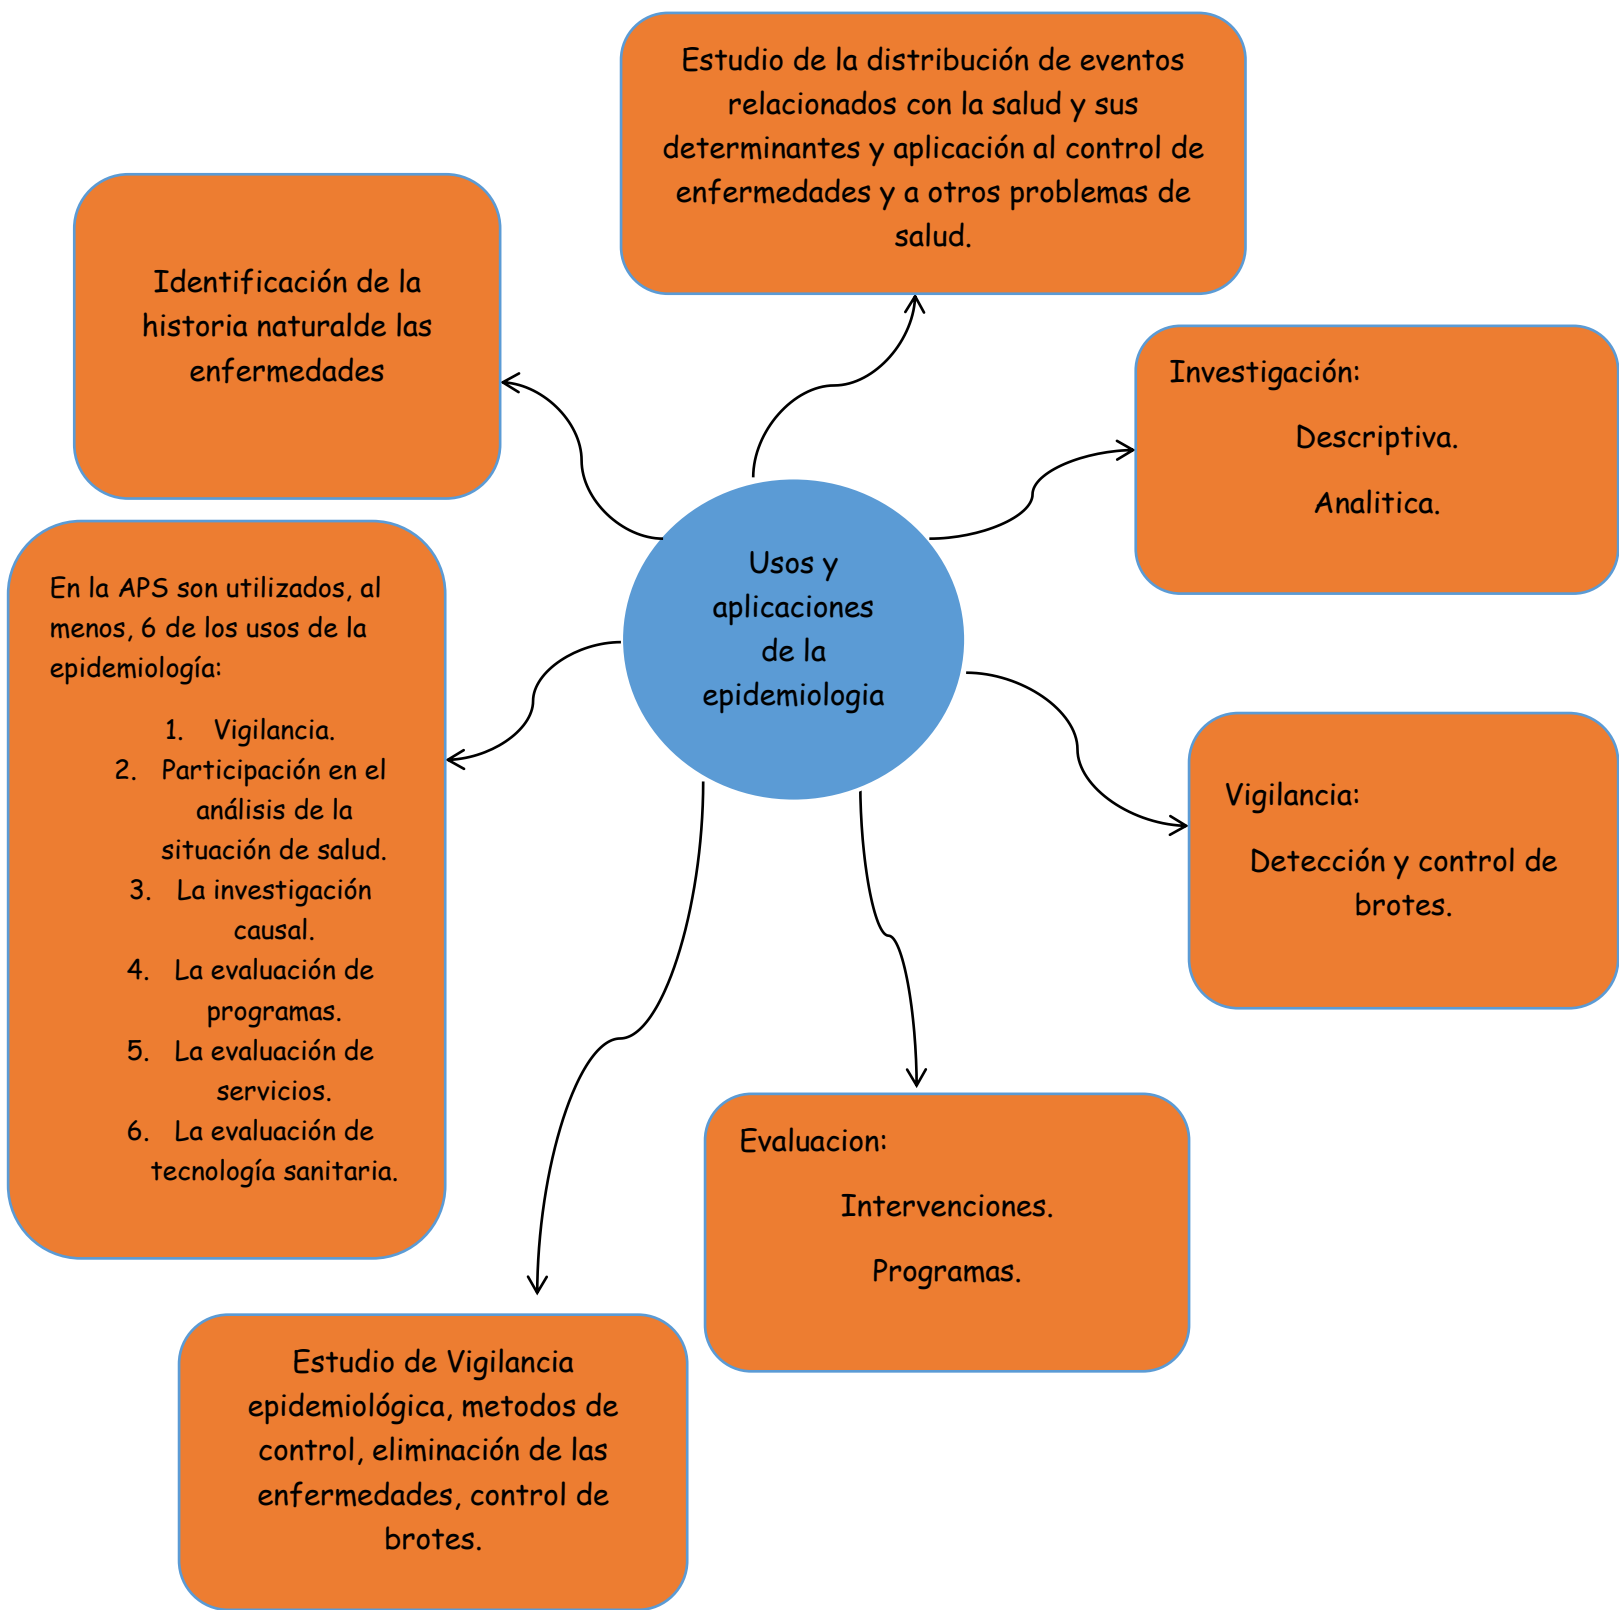 Estudio de la distribución de eventos
relacionados con la salud y sus
determinantes y aplicación al control de
enfermedades y a otros problemas de
salud.
Identificación de la
historia naturalde las
enfermedades
Investigación:
Descriptiva.
Analitica.
Usos y
aplicaciones
de la
epidemiologia
En la APS son utilizados, al
menos, 6 de los usos de la
epidemiología:
1. Vigilancia.
2. Participación en el
análisis de la
situación de salud.
3. La investigación
causal.
4. La evaluación de
programas.
5. La evaluación de
servicios.
6. La evaluación de
tecnología sanitaria.
Vigilancia:
Detección y control de
brotes.
Evaluacion:
Intervenciones.
Programas.
Estudio de Vigilancia
epidemiológica, metodos de
control, eliminación de las
enfermedades, control de
brotes.